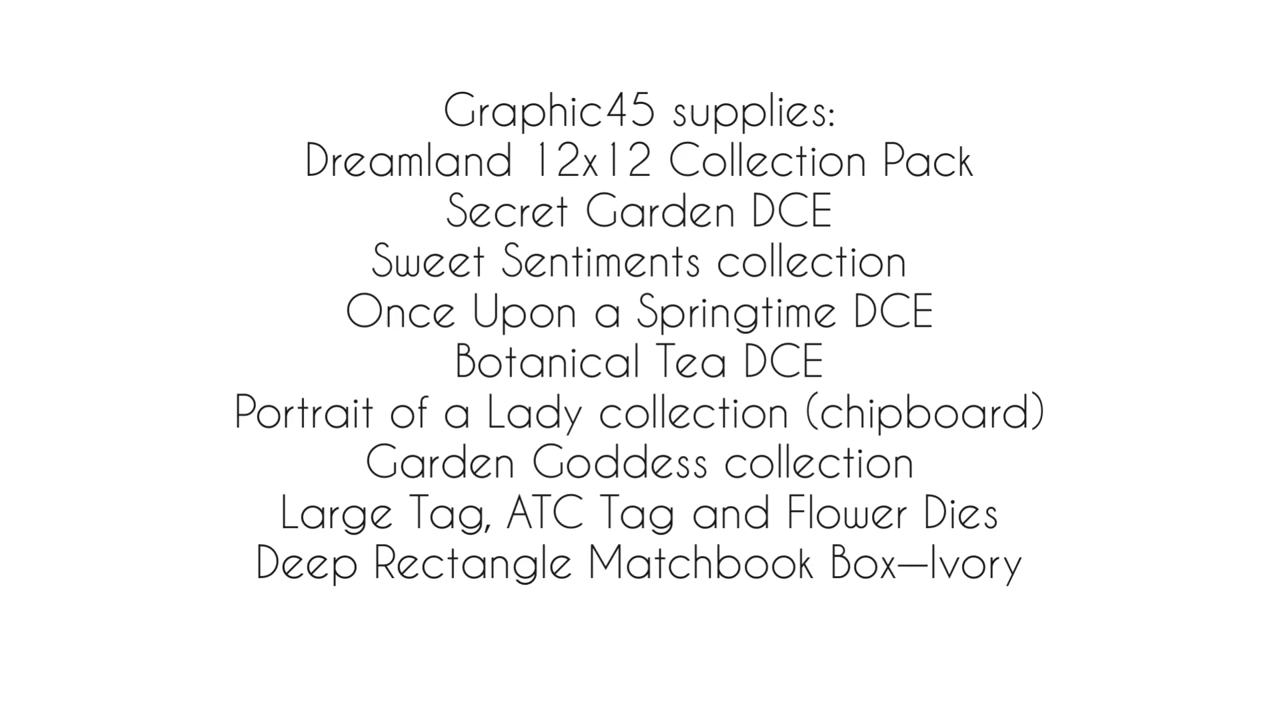 Graphic45 supplies:
Dreamland 12x12 Collection Pack
Secret Garden DCE
Sweet Sentiments collection
Once Upon a Springtime DCE
Botanical Tea DCE
Portrait of a Lady collection (chipboard)
Garden Goddess collection
Large Tag, ATC Tag and Flower Dies
Deep Rectangle Matchbook Box—Ivory